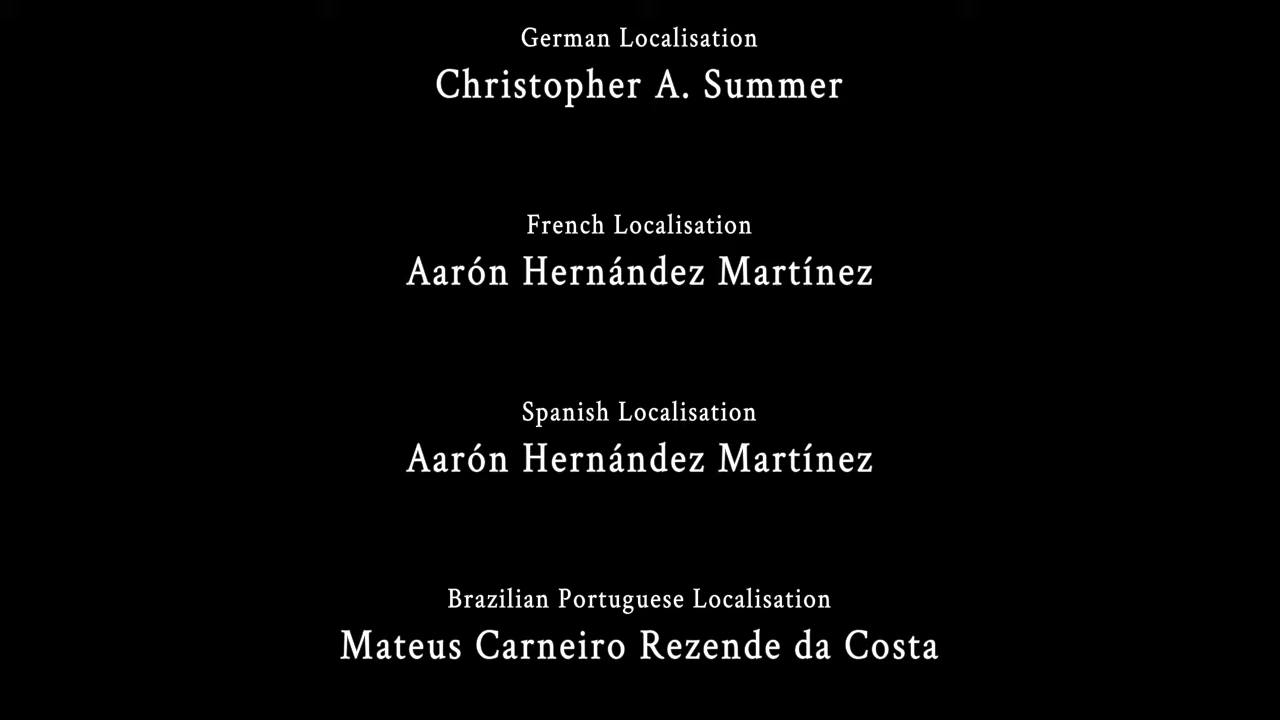 German Localisation
Christopher A. Summer
French Localisation
Aarón Hernández Martínez
Spanish Localisation
Aarón Hernández Martínez
Brazilian Portuguese Localisation
Mateus Carneiro Rezende da Costa